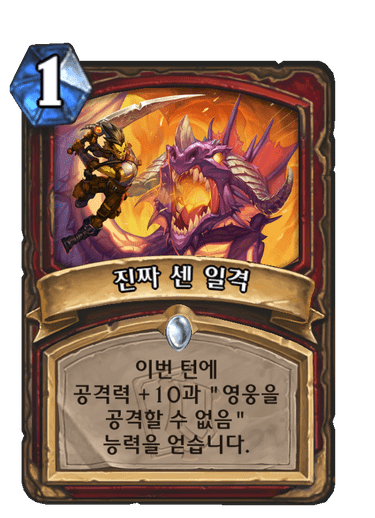 1
진짜 센 일격
이번 턴에
공격력 +10과 "영웅을
공격할 수 없음"
능력을 얻습니다.